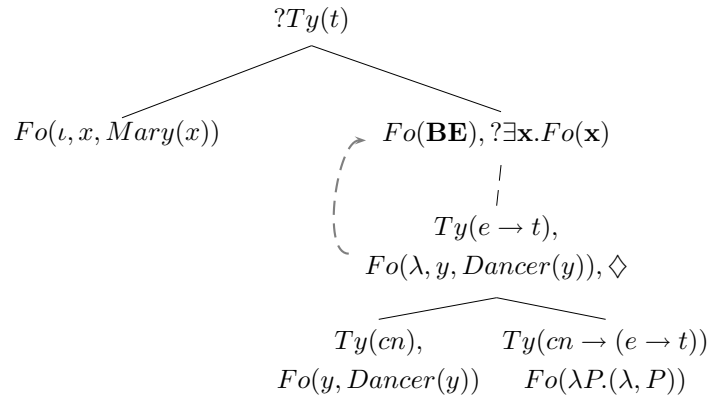 ?Ty(t)
Fo(ι, x, Mary(x)) Fo(BE), ?∃x.Fo(x)
Ty(e → t),
Fo(λ, y, Dancer(y)), ♢
Ty(cn), Ty(cn → (e → t))
Fo(y, Dancer(y)) Fo(λP.(λ, P))